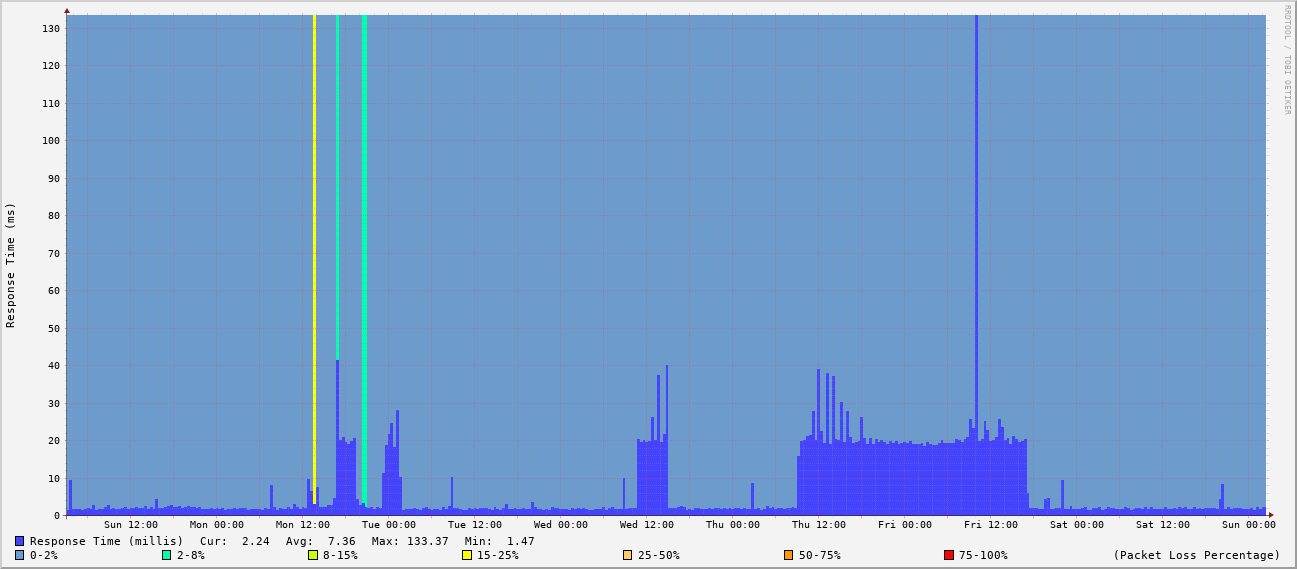 RRDTOOL / TOBI OETIKER
Response Time (ms)
130
120
110
100
90
80
70
60
50
40
30
20
10
0
Sun 12:00 Mon 00:00 Mon 12:00 Tue 00:00 Tue 12:00 Wed 00:00 Wed 12:00 Thu 00:00 Thu 12:00 Fri 00:00 Fri 12:00 Sat 00:00 Sat 12:00 Sun 00:00
Response Time (millis) Cur: 2.24 Avg: 7.36 Max: 133.37 Min: 1.47
0-2% 2-8% 8-15% 15-25% 25-50% 50-75% 75-100% (Packet Loss Percentage)